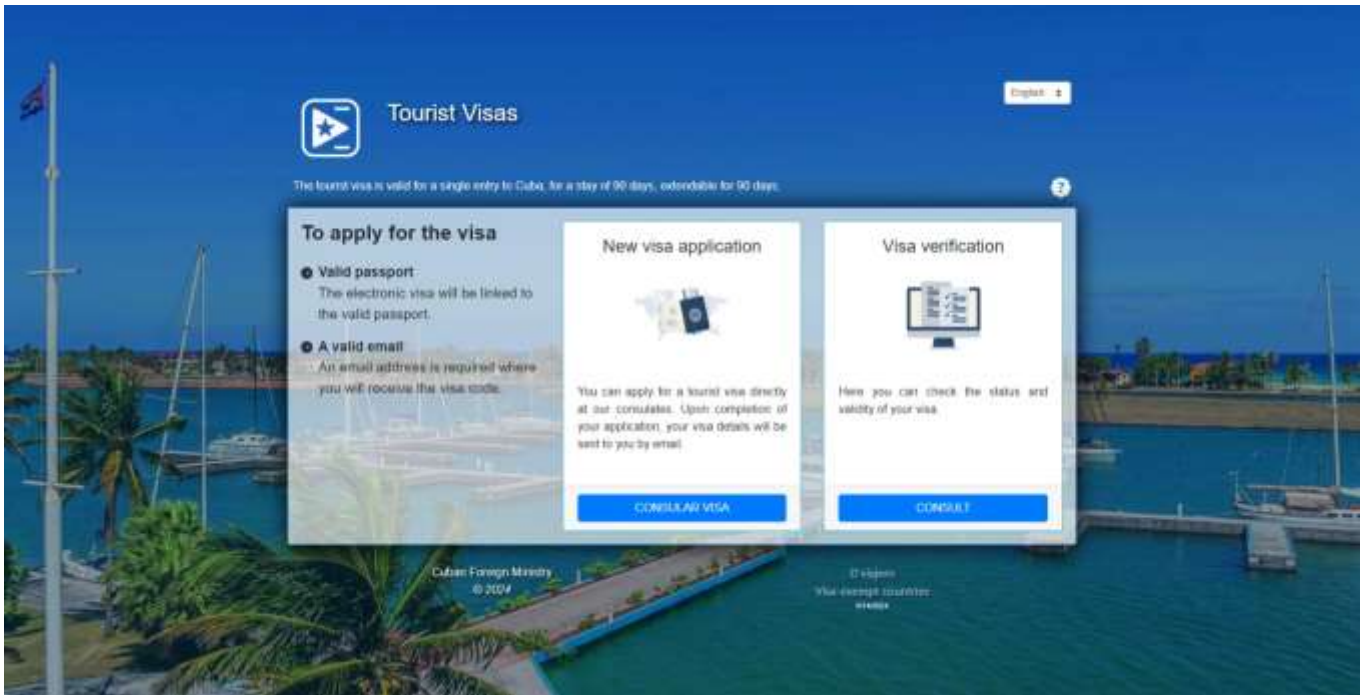 English
Tourist Visas
The tourist visa is valid for a single entry to Cuba, for a stay of 90 days, extendable for 90 days.
?
To apply for the visa
Valid passport
The electronic visa will be linked to
the valid passport.
A valid email
An email address is required where
you will receive the visa code.
New visa application
You can apply for a tourist visa directly
at our consulates. Upon completion of
your application, your visa details will be
sent to you by email.
CONSULAR VISA
Visa verification
Here you can check the status and
validity of your visa.
CONSULT
Cuban Foreign Ministry
© 2024
D'viajeros
Visa exempt countries